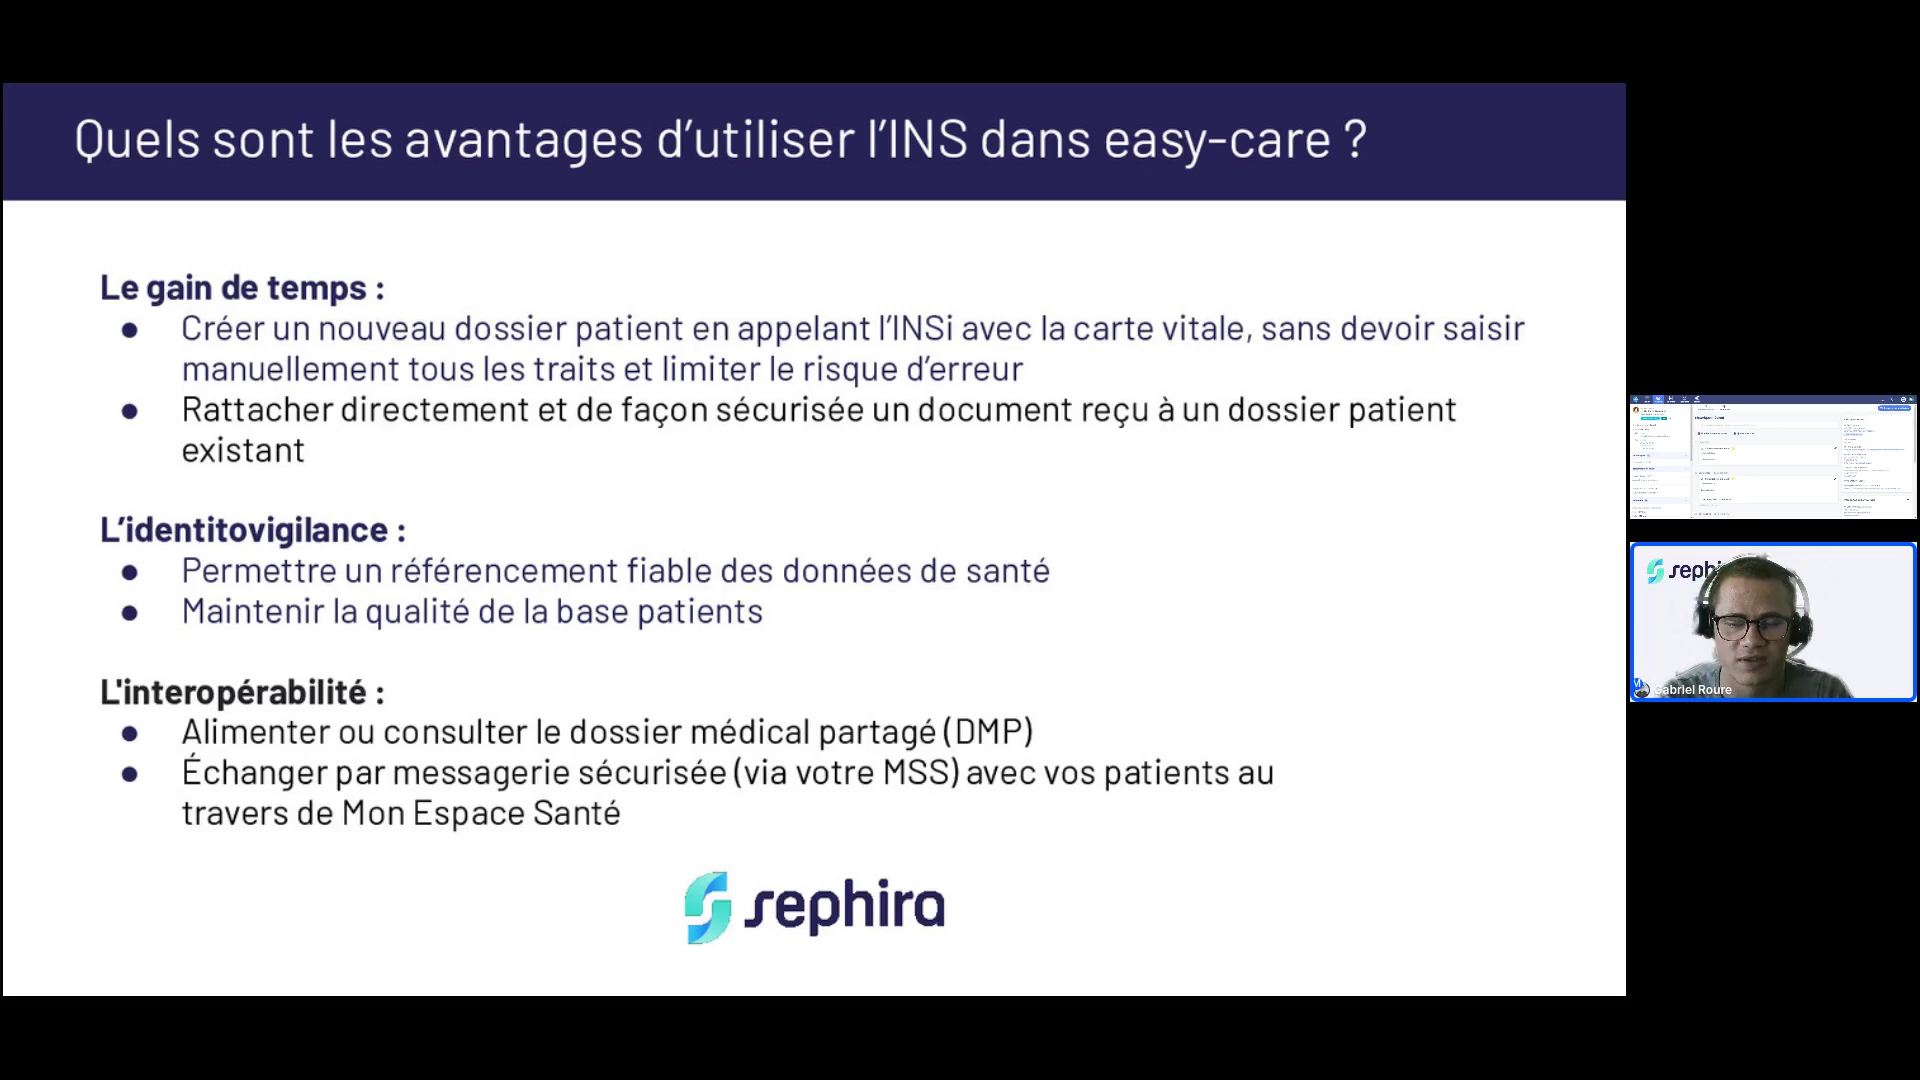 Quels sont les avantages d’utiliser l’INS dans easy-care ?
Le gain de temps :
● Créer un nouveau dossier patient en appelant l’INSi avec la carte vitale, sans devoir saisir
manuellement tous les traits et limiter le risque d’erreur
● Rattacher directement et de façon sécurisée un document reçu à un dossier patient
existant
L’identitovigilance :
● Permettre un référencement fiable des données de santé
● Maintenir la qualité de la base patients
L'interopérabilité :
● Alimenter ou consulter le dossier médical partagé (DMP)
● Échanger par messagerie sécurisée (via votre MSS) avec vos patients au
travers de Mon Espace Santé
sephira
Gabriel Roure